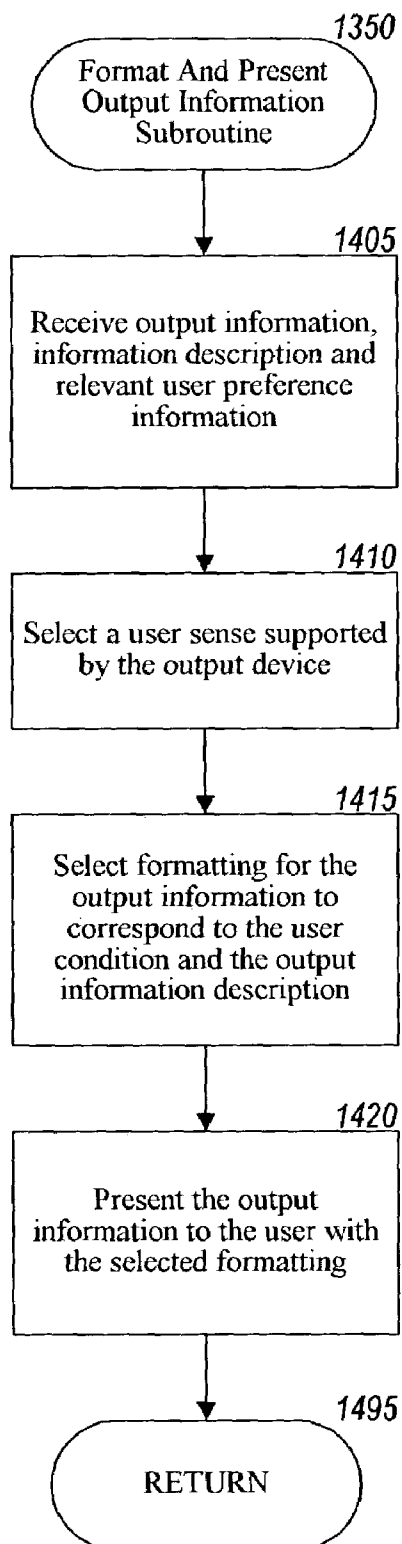 1350
Format And Present
Output Information
Subroutine
1405
Receive output information,
information description and
relevant user preference
information
1410
Select a user sense supported
by the output device
1415
Select formatting for the
output information to
correspond to the user
condition and the output
information description
1420
Present the output
information to the user with
the selected formatting
1495
RETURN